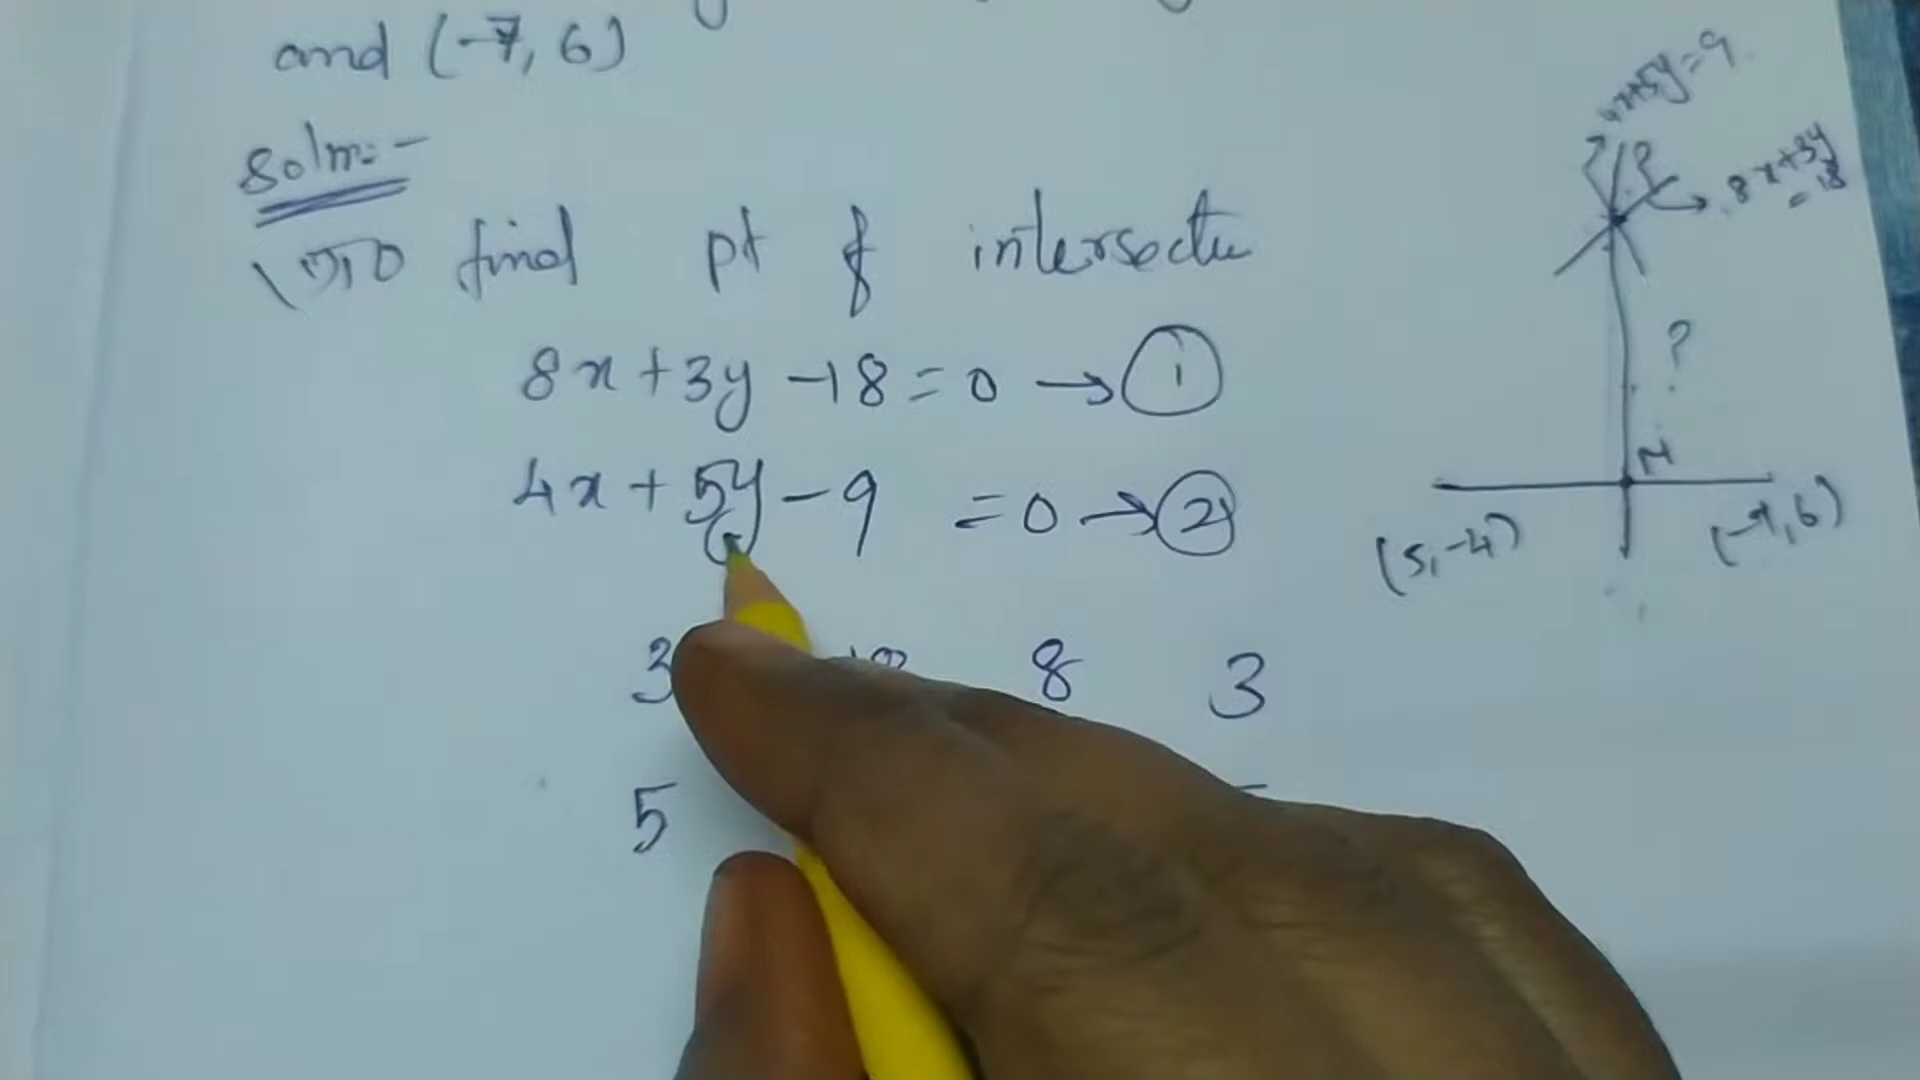 and (-7, 6)
Soln:-
find pt of intersectn
8x + 3y - 18 = 0 → 1
4x + 5y - 9 = 0 → 2
3 -18 8 3
5
4x+5y=9
?
8x+3y
= 18
?
M
(5,-4)
(-7,6)